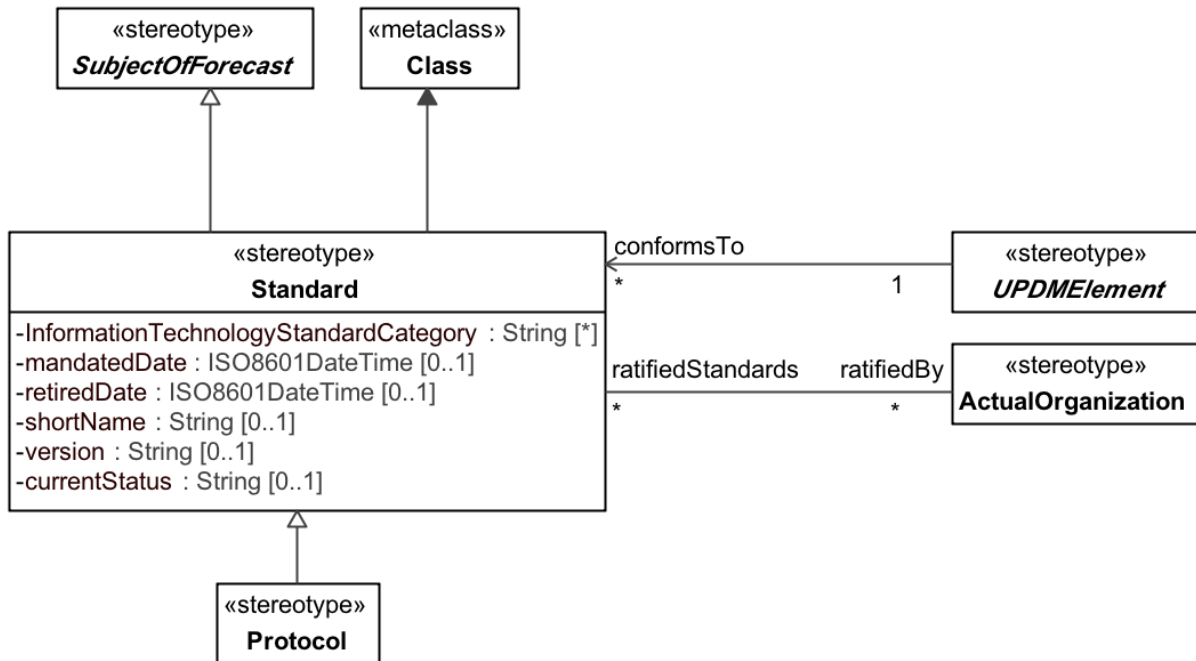 «stereotype»
SubjectOfForecast
«metaclass»
Class
«stereotype»
Standard
-InformationTechnologyStandardCategory : String [*]
-mandatedDate : ISO8601DateTime [0..1]
-retiredDate : ISO8601DateTime [0..1]
-shortName : String [0..1]
-version : String [0..1]
-currentStatus : String [0..1]
conformsTo
*
1
«stereotype»
UPDMElement
ratifiedStandards
*
ratifiedBy
*
«stereotype»
ActualOrganization
«stereotype»
Protocol